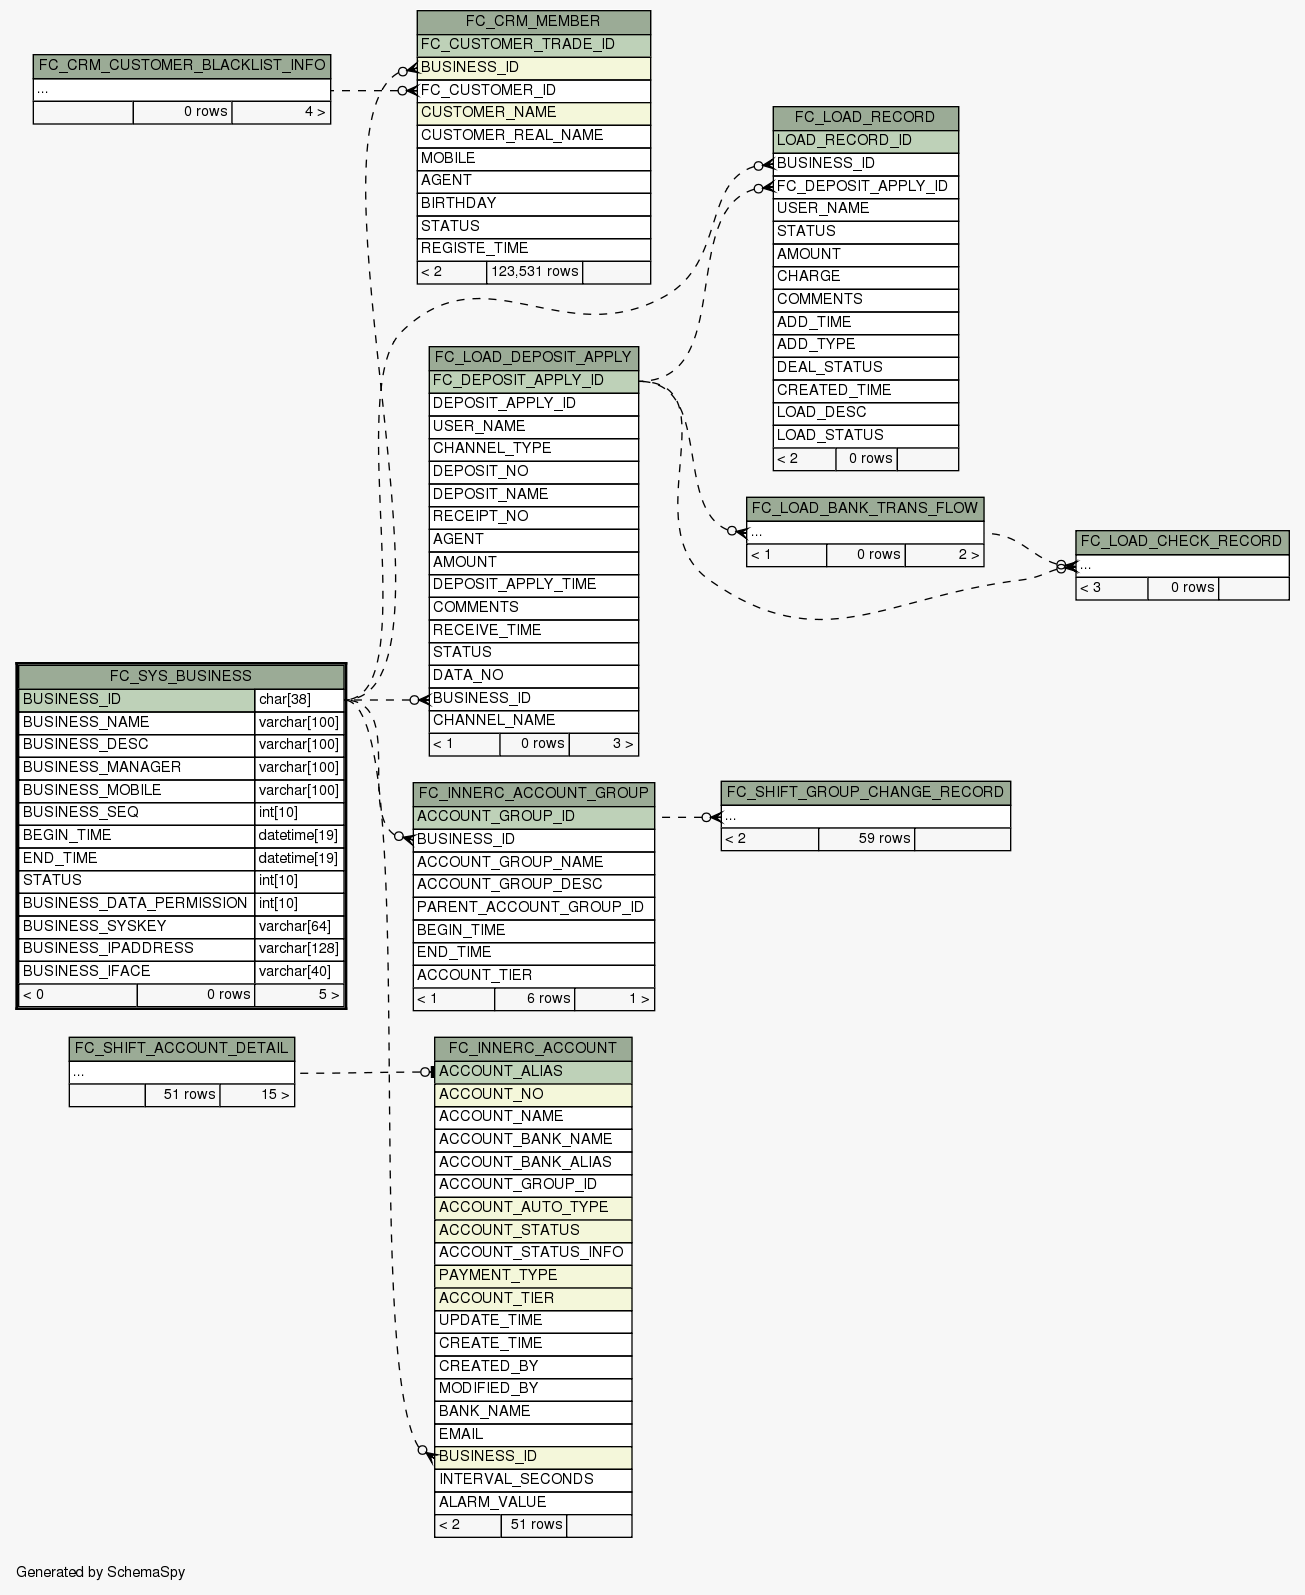 FC_CRM_MEMBER
FC_CUSTOMER_TRADE_ID
BUSINESS_ID
FC_CUSTOMER_ID
CUSTOMER_NAME
CUSTOMER_REAL_NAME
MOBILE
AGENT
BIRTHDAY
STATUS
REGISTE_TIME
< 2 123,531 rows
FC_CRM_CUSTOMER_BLACKLIST_INFO
...
0 rows 4 >
FC_LOAD_RECORD
LOAD_RECORD_ID
BUSINESS_ID
FC_DEPOSIT_APPLY_ID
USER_NAME
STATUS
AMOUNT
CHARGE
COMMENTS
ADD_TIME
ADD_TYPE
DEAL_STATUS
CREATED_TIME
LOAD_DESC
LOAD_STATUS
< 2 0 rows
FC_LOAD_DEPOSIT_APPLY
FC_DEPOSIT_APPLY_ID
DEPOSIT_APPLY_ID
USER_NAME
CHANNEL_TYPE
DEPOSIT_NO
DEPOSIT_NAME
RECEIPT_NO
AGENT
AMOUNT
DEPOSIT_APPLY_TIME
COMMENTS
RECEIVE_TIME
STATUS
DATA_NO
BUSINESS_ID
CHANNEL_NAME
< 1 0 rows 3 >
FC_LOAD_BANK_TRANS_FLOW
...
< 1 0 rows 2 >
FC_LOAD_CHECK_RECORD
...
< 3 0 rows
FC_SYS_BUSINESS
BUSINESS_ID char[38]
BUSINESS_NAME varchar[100]
BUSINESS_DESC varchar[100]
BUSINESS_MANAGER varchar[100]
BUSINESS_MOBILE varchar[100]
BUSINESS_SEQ int[10]
BEGIN_TIME datetime[19]
END_TIME datetime[19]
STATUS int[10]
BUSINESS_DATA_PERMISSION int[10]
BUSINESS_SYSKEY varchar[64]
BUSINESS_IPADDRESS varchar[128]
BUSINESS_IFACE varchar[40]
< 0 0 rows 5 >
FC_INNERC_ACCOUNT_GROUP
ACCOUNT_GROUP_ID
BUSINESS_ID
ACCOUNT_GROUP_NAME
ACCOUNT_GROUP_DESC
PARENT_ACCOUNT_GROUP_ID
BEGIN_TIME
END_TIME
ACCOUNT_TIER
< 1 6 rows 1 >
FC_SHIFT_GROUP_CHANGE_RECORD
...
< 2 59 rows
FC_SHIFT_ACCOUNT_DETAIL
...
51 rows 15 >
FC_INNERC_ACCOUNT
ACCOUNT_ALIAS
ACCOUNT_NO
ACCOUNT_NAME
ACCOUNT_BANK_NAME
ACCOUNT_BANK_ALIAS
ACCOUNT_GROUP_ID
ACCOUNT_AUTO_TYPE
ACCOUNT_STATUS
ACCOUNT_STATUS_INFO
PAYMENT_TYPE
ACCOUNT_TIER
UPDATE_TIME
CREATE_TIME
CREATED_BY
MODIFIED_BY
BANK_NAME
EMAIL
BUSINESS_ID
INTERVAL_SECONDS
ALARM_VALUE
< 2 51 rows
Generated by SchemaSpy